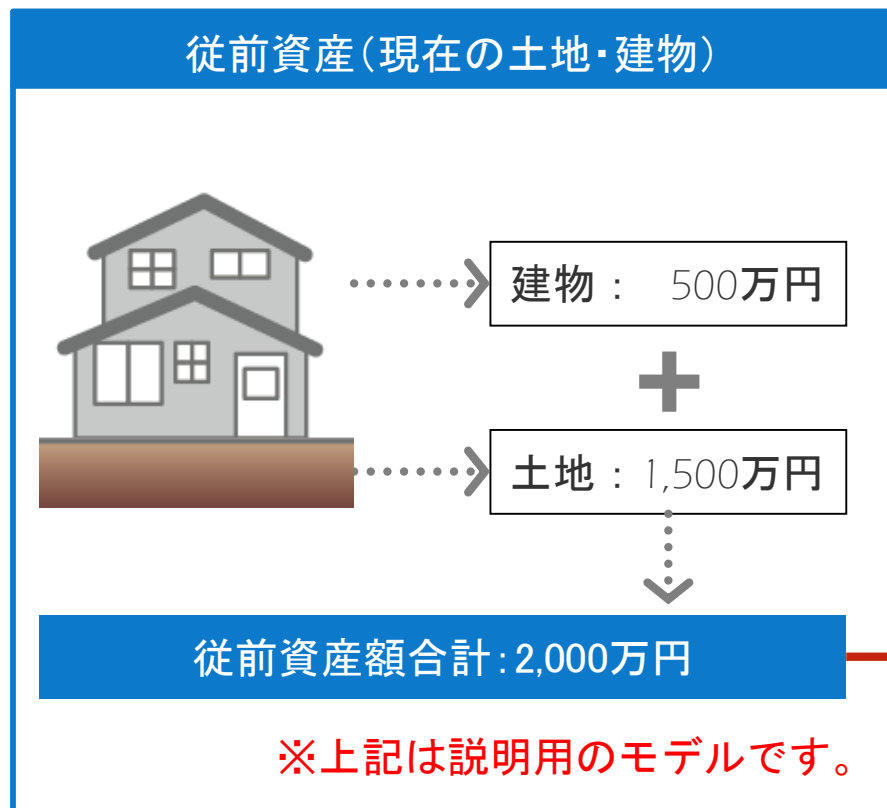 従前資産(現在の土地・建物)
建物： 500万円
＋
土地：1,500万円
従前資産額合計:2,000万円
※上記は説明用のモデルです。